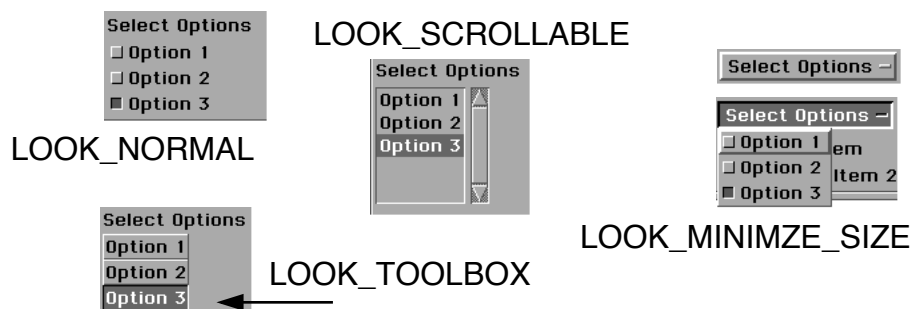 Select Options
Option 1
Option 2
Option 3
LOOK_NORMAL
LOOK_SCROLLABLE
Select Options
Option 1
Option 2
Option 3
Select Options
Select Options
Option 1 em
Option 2 Item 2
Option 3
LOOK_MINIMZE_SIZE
Select Options
Option 1
Option 2
Option 3
LOOK_TOOLBOX